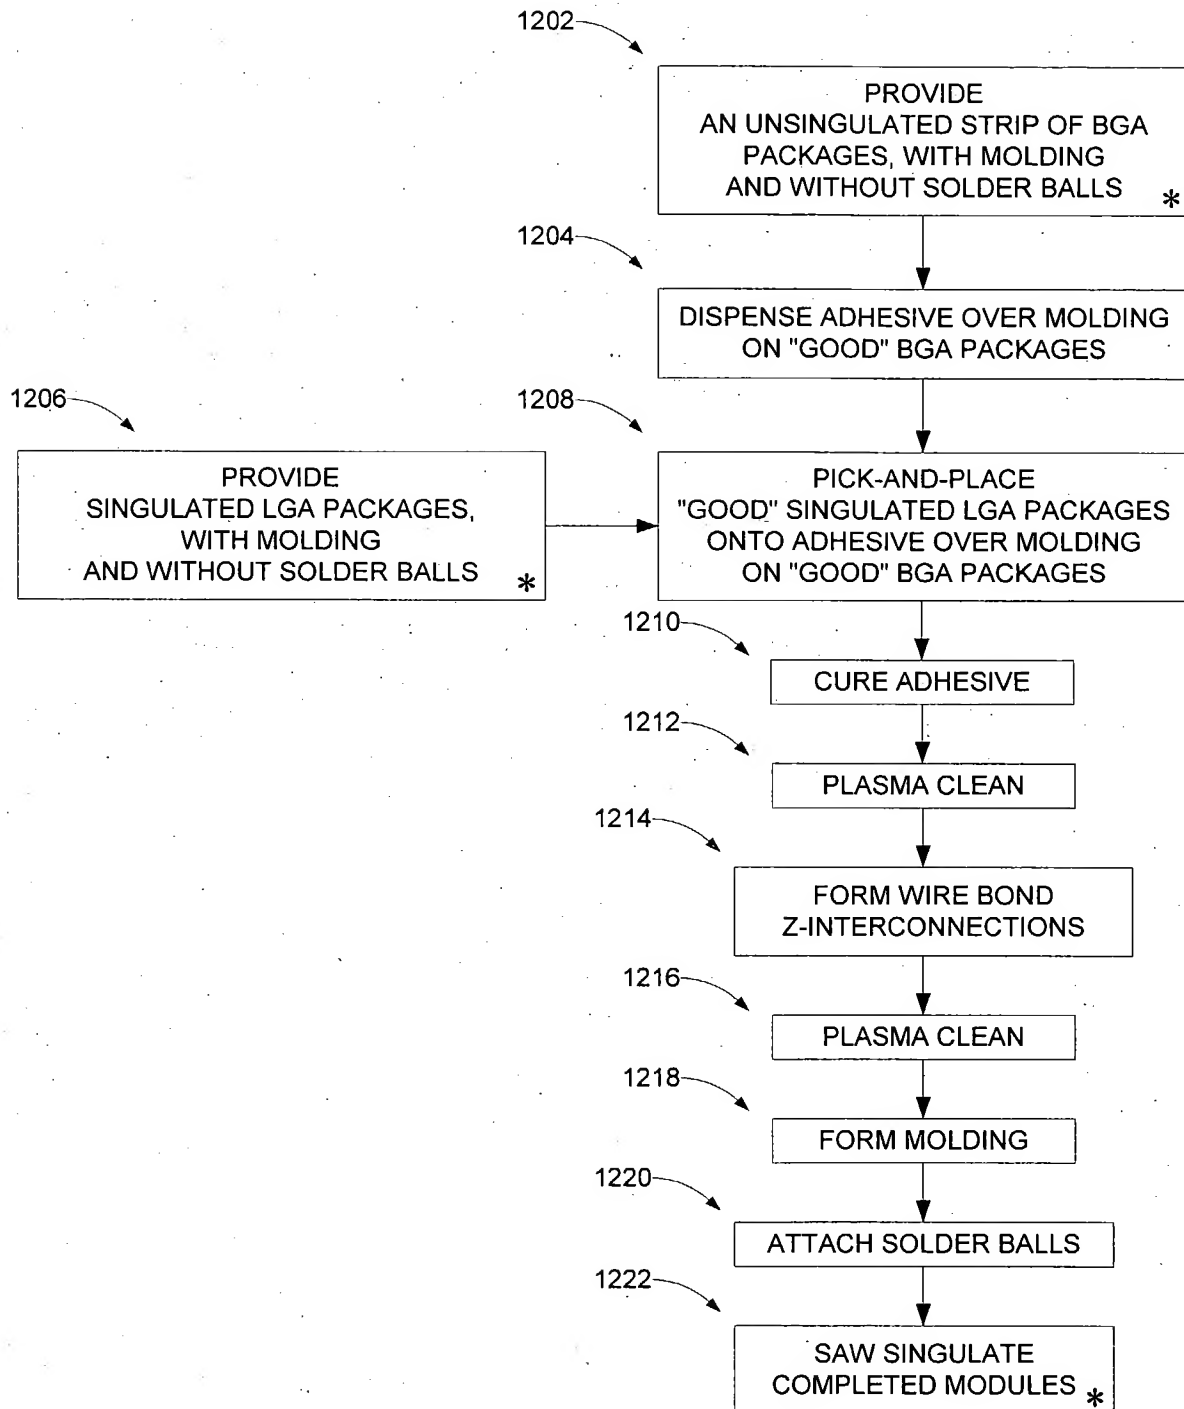 1202
PROVIDE
AN UNSINGULATED STRIP OF BGA
PACKAGES, WITH MOLDING
AND WITHOUT SOLDER BALLS *
1204
DISPENSE ADHESIVE OVER MOLDING
ON "GOOD" BGA PACKAGES
1206
PROVIDE
SINGULATED LGA PACKAGES,
WITH MOLDING
AND WITHOUT SOLDER BALLS *
1208
PICK-AND-PLACE
"GOOD" SINGULATED LGA PACKAGES
ONTO ADHESIVE OVER MOLDING
ON "GOOD" BGA PACKAGES
1210
CURE ADHESIVE
1212
PLASMA CLEAN
1214
FORM WIRE BOND
Z-INTERCONNECTIONS
1216
PLASMA CLEAN
1218
FORM MOLDING
1220
ATTACH SOLDER BALLS
1222
SAW SINGULATE
COMPLETED MODULES *